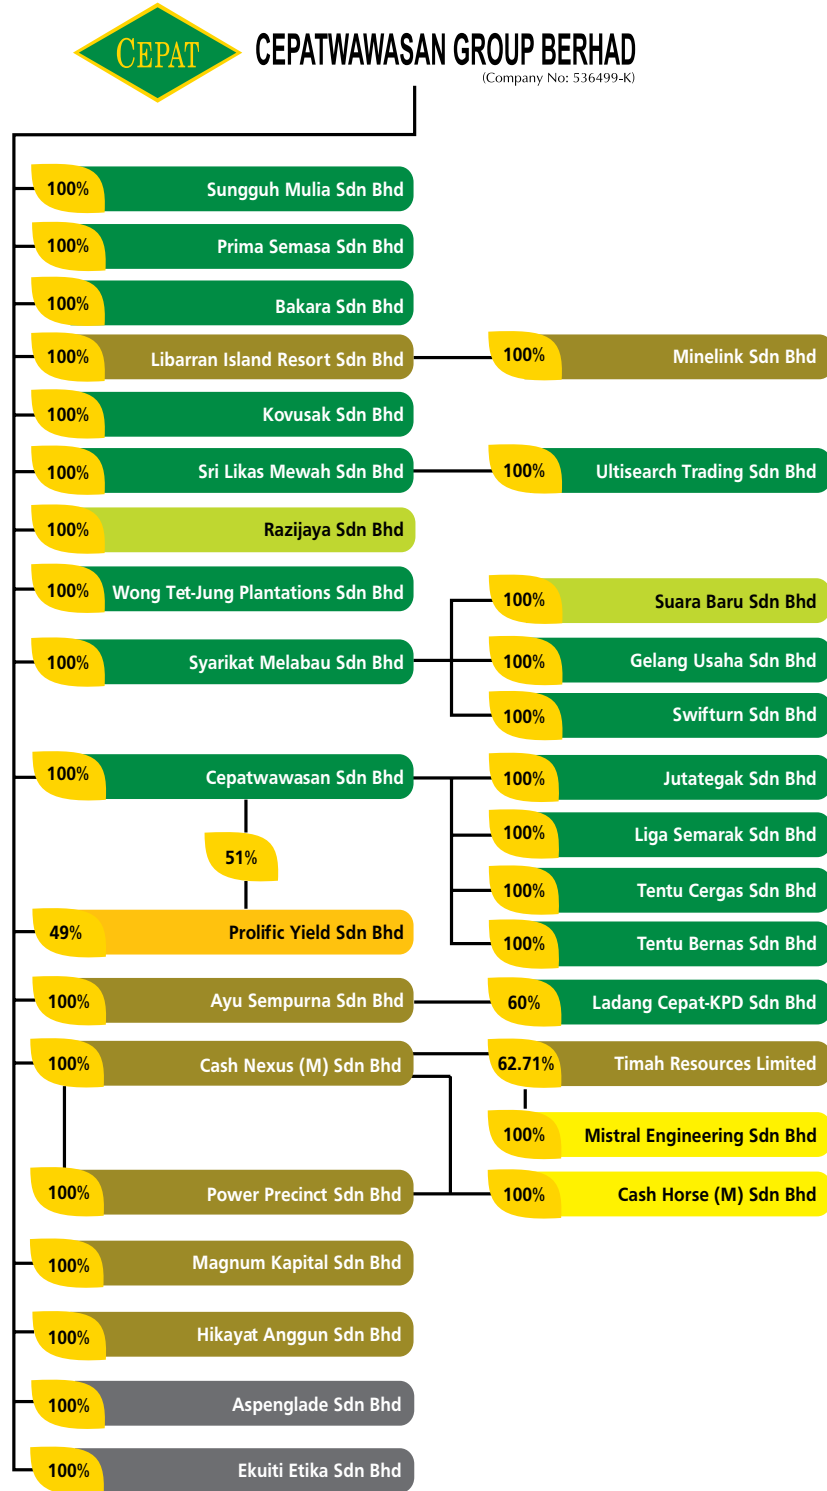 CEPAT
CEPATWAWASAN GROUP BERHAD
(Company No: 536499-K)
100% Sungguh Mulia Sdn Bhd
100% Prima Semasa Sdn Bhd
100% Bakara Sdn Bhd
100% Libarran Island Resort Sdn Bhd 100% Minelink Sdn Bhd
100% Kovusak Sdn Bhd
100% Sri Likas Mewah Sdn Bhd 100% Ultisearch Trading Sdn Bhd
100% Razijaya Sdn Bhd
100% Wong Tet-Jung Plantations Sdn Bhd
100% Suara Baru Sdn Bhd
100% Syarikat Melabau Sdn Bhd 100% Gelang Usaha Sdn Bhd
100% Swifturn Sdn Bhd
100% Cepatwawasan Sdn Bhd 100% Jutategak Sdn Bhd
100% Liga Semarak Sdn Bhd
51%
100% Tentu Cergas Sdn Bhd
49% Prolific Yield Sdn Bhd 100% Tentu Bernas Sdn Bhd
100% Ayu Sempurna Sdn Bhd 60% Ladang Cepat-KPD Sdn Bhd
100% Cash Nexus (M) Sdn Bhd 62.71% Timah Resources Limited
100% Mistral Engineering Sdn Bhd
100% Power Precinct Sdn Bhd 100% Cash Horse (M) Sdn Bhd
100% Magnum Kapital Sdn Bhd
100% Hikayat Anggun Sdn Bhd
100% Aspenglade Sdn Bhd
100% Ekuiti Etika Sdn Bhd